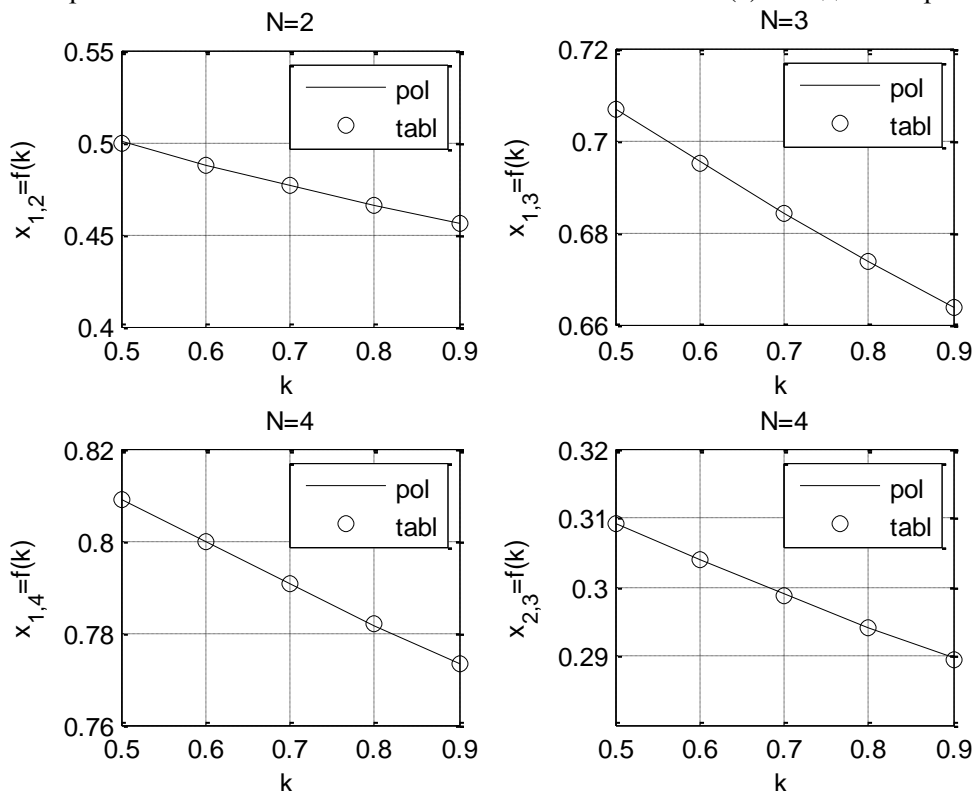 N=2
0.55
0.5
0.45
0.4
0.5 0.6 0.7 0.8 0.9
k
x1,2=f(k)
pol
tabl
N=3
0.72
0.7
0.68
0.66
0.5 0.6 0.7 0.8 0.9
k
x1,3=f(k)
pol
tabl
N=4
0.82
0.8
0.78
0.76
0.5 0.6 0.7 0.8 0.9
k
x1,4=f(k)
pol
tabl
N=4
0.32
0.31
0.3
0.29
0.5 0.6 0.7 0.8 0.9
k
x2,3=f(k)
pol
tabl